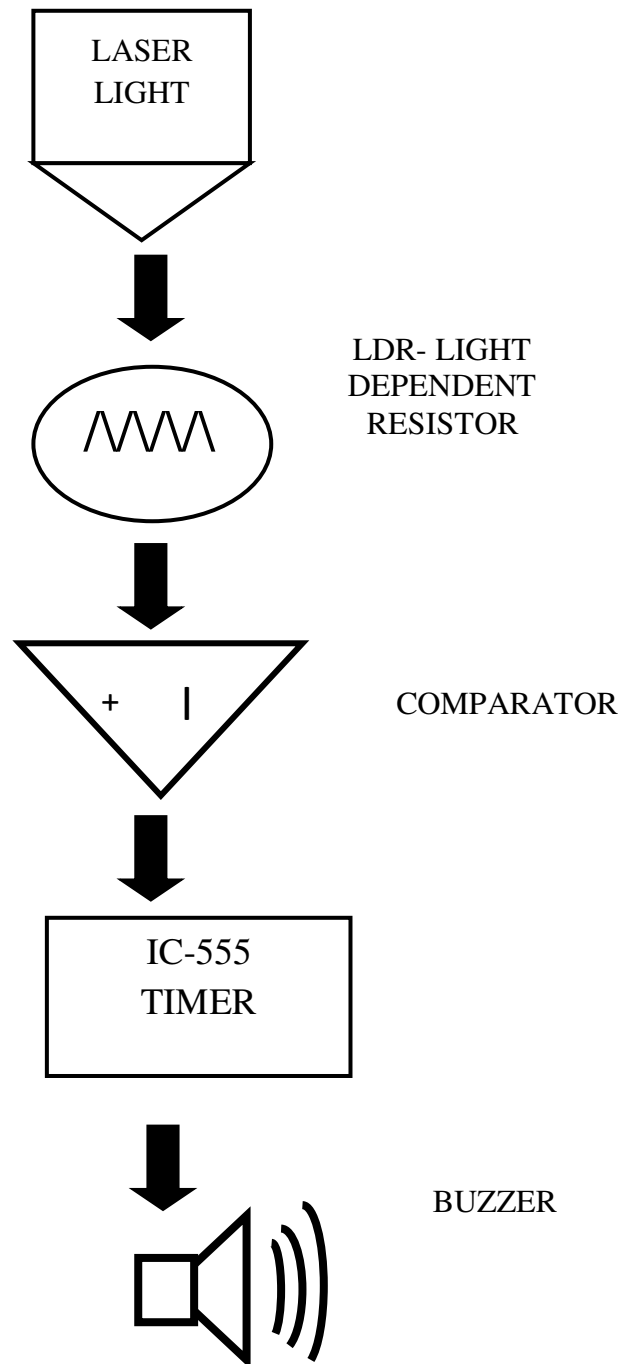 LASER
LIGHT
LDR- LIGHT
DEPENDENT
RESISTOR
+ |
COMPARATOR
IC-555
TIMER
BUZZER